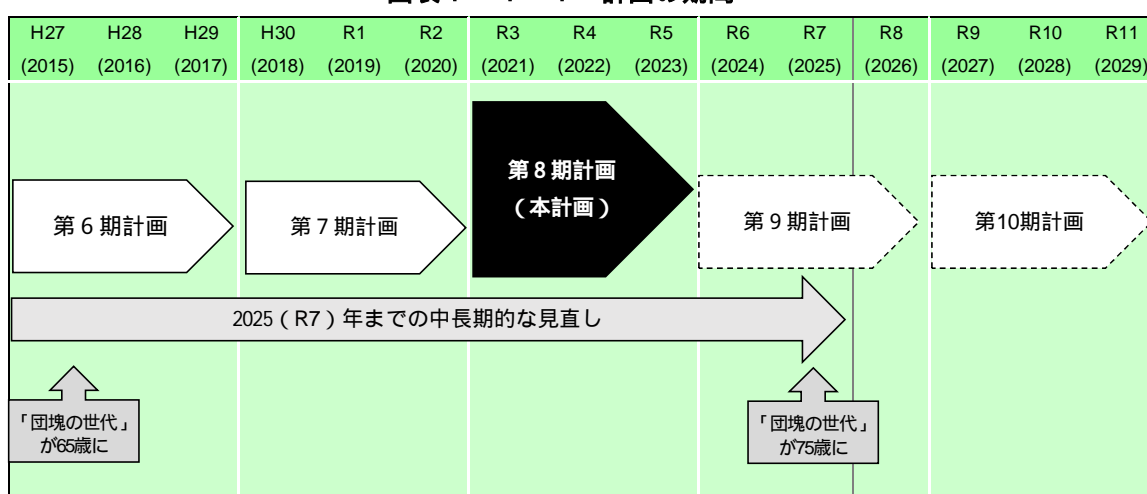 H27 H28 H29 H30 R1 R2 R3 R4 R5 R6 R7 R8 R9 R10 R11
(2015) (2016) (2017) (2018) (2019) (2020) (2021) (2022) (2023) (2024) (2025) (2026) (2027) (2028) (2029)
第8期計画
(本計画)
第6期計画
第7期計画
第9期計画
第10期計画
2025(R7)年までの中長期的な見直し
「団塊の世代」
が65歳に
「団塊の世代」
が75歳に